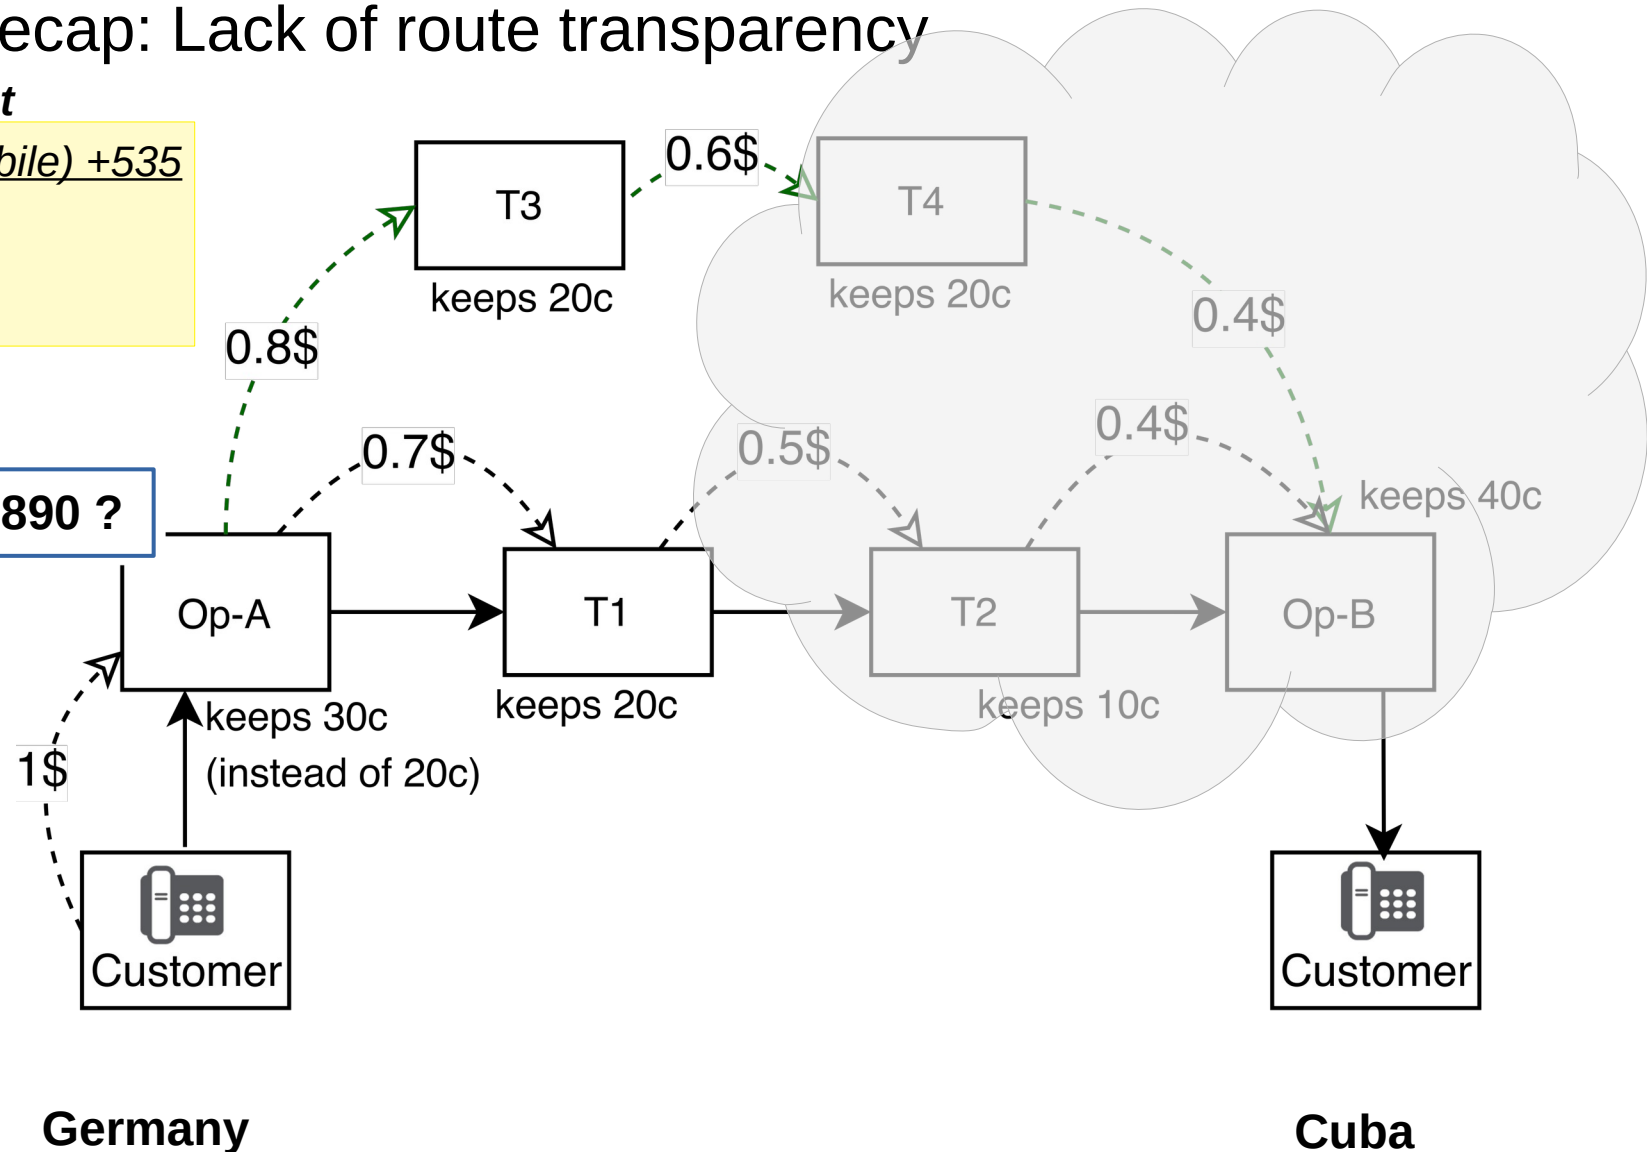 ecap: Lack of route transparency
t
bile) +535
0.6$
T3
T4
keeps 20c
keeps 20c
0.8$
0.4$
0.7$
0.5$
0.4$
keeps 40c
890 ?
Op-A
T1
T2
Op-B
keeps 30c
keeps 20c
keeps 10c
(instead of 20c)
1$
Customer
Customer
Germany
Cuba